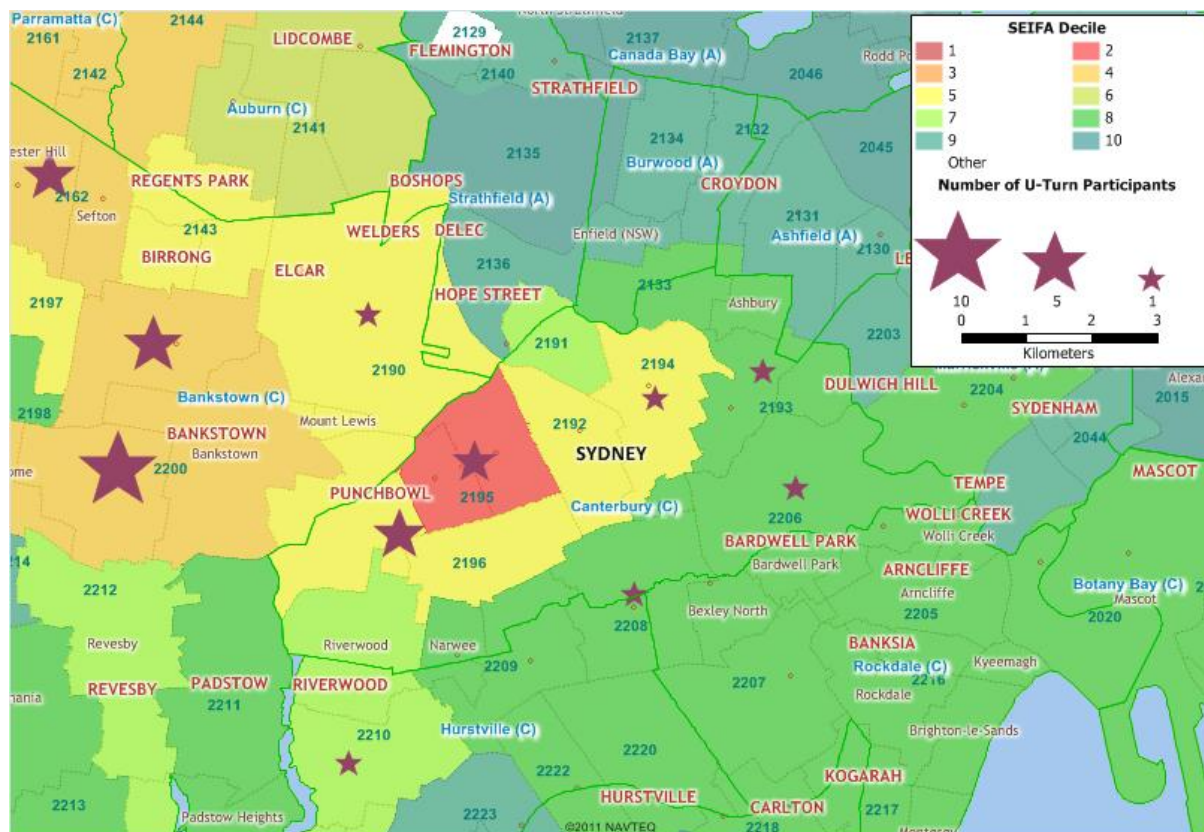 Parramatta (C)
2144
2161
2142
LIDCOMBE
2129
FLEMINGTON
2140
2137
Canada Bay (A)
STRATHFIELD
2046
Auburn (C)
2141
2135
2134
2132
Burwood (A)
2045
CROYDON
ester Hill
2162
Sefton
REGENTS PARK
2143
BIRRONG
BOSHOPS
Strathfield (A)
WELDERS
DELEC
Enfield (NSW)
2131
Ashfield (A)
2130
ELCAR
2136
HOPE STREET
2133
Ashbury
2197
2191
2194
2203
2190
2198
Bankstown (C)
BANKSTOWN
Bankstown
2200
Mount Lewis
2192
SYDNEY
2193
DULWICH HILL
2204
SYDENHAM
2044
2015
PUNCHBOWL
2195
Canterbury (C)
2206
TEMPE
MASCOT
WOLLI CREEK
Wolli Creek
2196
BARDWELL PARK
Bardwell Park
ARNCLIFFE
Arncliffe
2205
Botany Bay (C)
Mascot
2020
2212
Revesby
Riverwood
Narwee
2209
2208
Bexley North
BANKSIA
Rockdale (C)
2216
Kyeemagh
Rockdale
REVESBY
PADSTOW
2211
RIVERWOOD
2210
2207
Hurstville (C)
2220
Brighton-le-Sands
2222
KOGARAH
HURSTVILLE
CARLTON
2217
2213
Padstow Heights
2223
©2011 NAVTEQ
2218
SEIFA Decile
1 2
3 4
5 6
7 8
9 10
Other
Number of U-Turn Participants
10 5 1
0 1 2 3
Kilometers